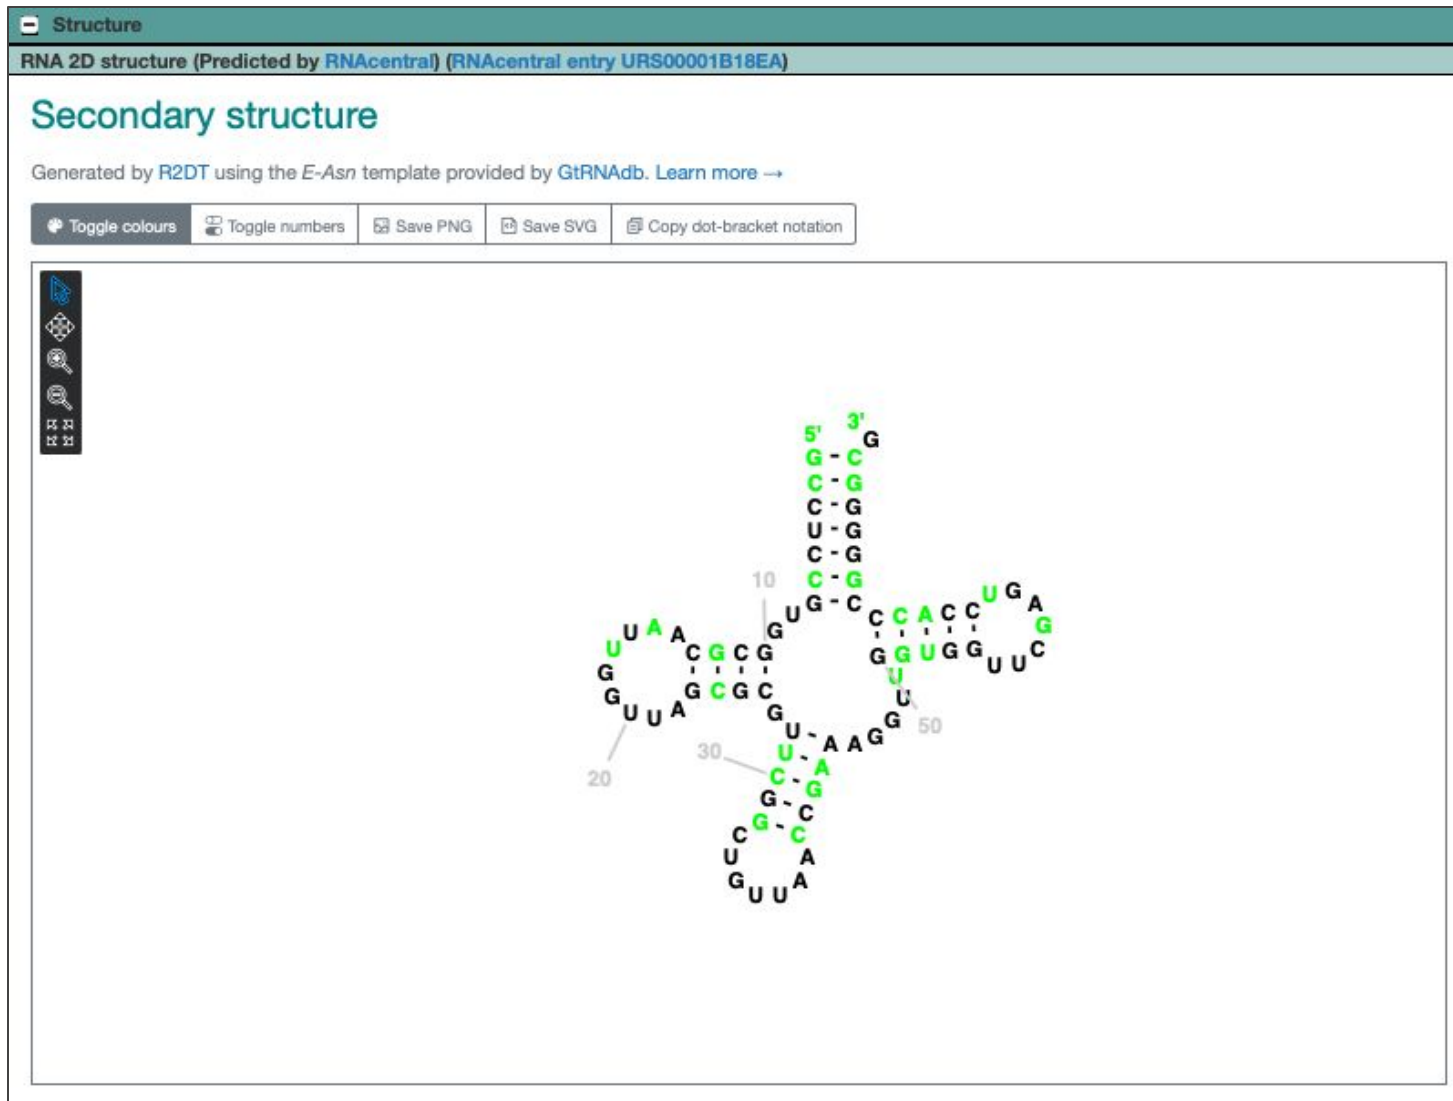 Structure
RNA 2D structure (Predicted by RNAcentral) (RNAcentral entry URS00001B18EA)
Secondary structure
Generated by R2DT using the E-Asn template provided by GtRNAdb. Learn more →
Toggle colours Toggle numbers Save PNG Save SVG Copy dot-bracket notation
5' 3'
G
G - C
C - G
C - G
U - G
C - G
10 C - G
G - C
U G A G C U U
U
C C A C C
G G U G G
U U G G A A
50
G
G C G C A A U U G G U U A G
20
C G C G
G
U - A
30 U - A
C - G
G - C
G - C
C U G U U A A